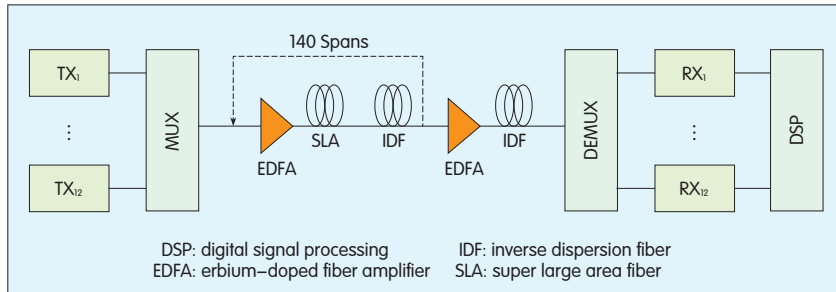 140 Spans
TX₁
⋮
TX₁₂
MUX
EDFA
SLA
IDF
EDFA
IDF
DEMUX
RX₁
⋮
RX₁₂
DSP
DSP: digital signal processing
IDF: inverse dispersion fiber
EDFA: erbium–doped fiber amplifier
SLA: super large area fiber